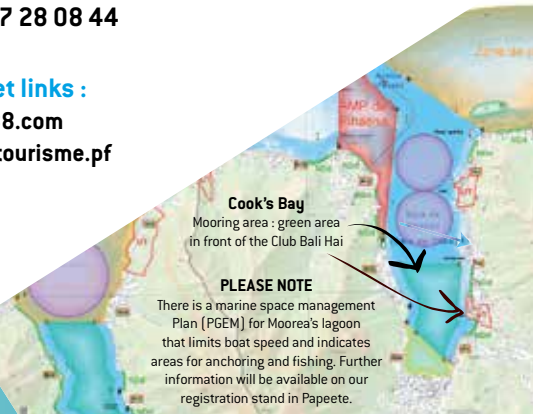 7 28 08 44
et links :
8.com
tourisme.pf
Cook's Bay
Mooring area : green area
in front of the Club Bali Hai
PLEASE NOTE
There is a marine space management
Plan (PGEM) for Moorea's lagoon
that limits boat speed and indicates
areas for anchoring and fishing. Further
information will be available on our
registration stand in Papeete.
AMP de